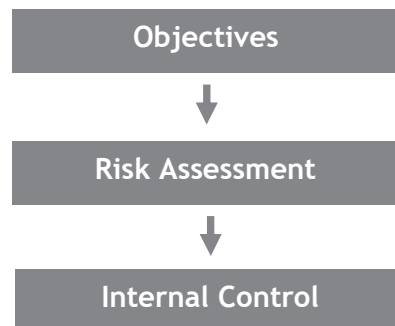 Objectives
Risk Assessment
Internal Control